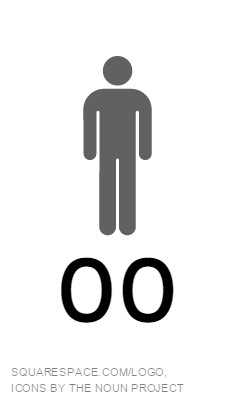 OO
SQUARESPACE.COM/LOGO,
ICONS BY THE NOUN PROJECT